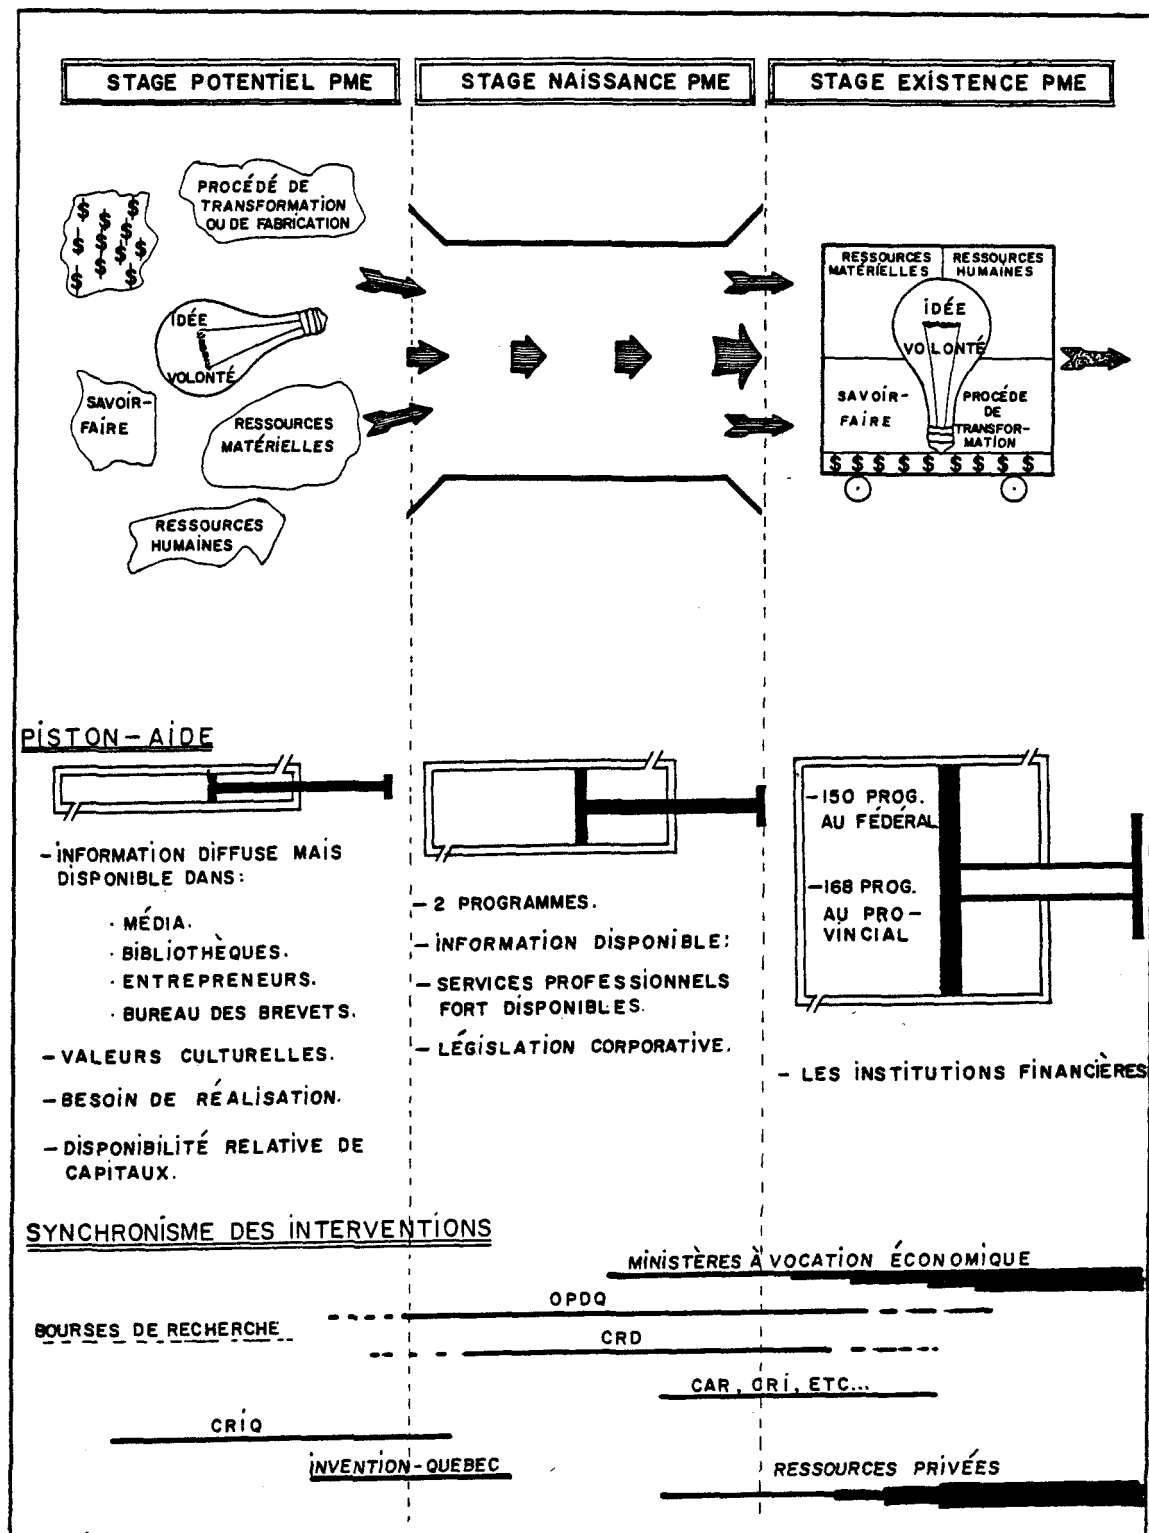 STAGE POTENTIEL PME
STAGE NAISSANCE PME
STAGE EXISTENCE PME
PROCÉDÉ DE
TRANSFORMATION
OU DE FABRICATION
$ $ $ $ $ $ $ $ $ $ $ $ $
IDÉE
VOLONTÉ
SAVOIR-
FAIRE
RESSOURCES
MATÉRIELLES
RESSOURCES
HUMAINES
RESSOURCES
MATÉRIELLES
RESSOURCES
HUMAINES
IDÉE
VOLONTÉ
SAVOIR-
FAIRE
PROCÉDE
DE
TRANSFOR-
MATION
$ $ $ $ $ $ $ $ $
PISTON-AIDE
- INFORMATION DIFFUSE MAIS
DISPONIBLE DANS:
· MÉDIA.
· BIBLIOTHÈQUES.
· ENTREPRENEURS.
· BUREAU DES BREVETS.
- VALEURS CULTURELLES.
- BESOIN DE RÉALISATION.
- DISPONIBILITÉ RELATIVE DE
CAPITAUX.
- 2 PROGRAMMES.
- INFORMATION DISPONIBLE:
- SERVICES PROFESSIONNELS
FORT DISPONIBLES.
- LÉGISLATION CORPORATIVE.
-150 PROG.
AU FÉDÉRAL
-168 PROG.
AU PRO-
VINCIAL
- LES INSTITUTIONS FINANCIÈRES
SYNCHRONISME DES INTERVENTIONS
MINISTÈRES À VOCATION ÉCONOMIQUE
OPDQ
BOURSES DE RECHERCHE
CRD
CAR, ORI, ETC...
CRIQ
INVENTION-QUEBEC
RESSOURCES PRIVÉES